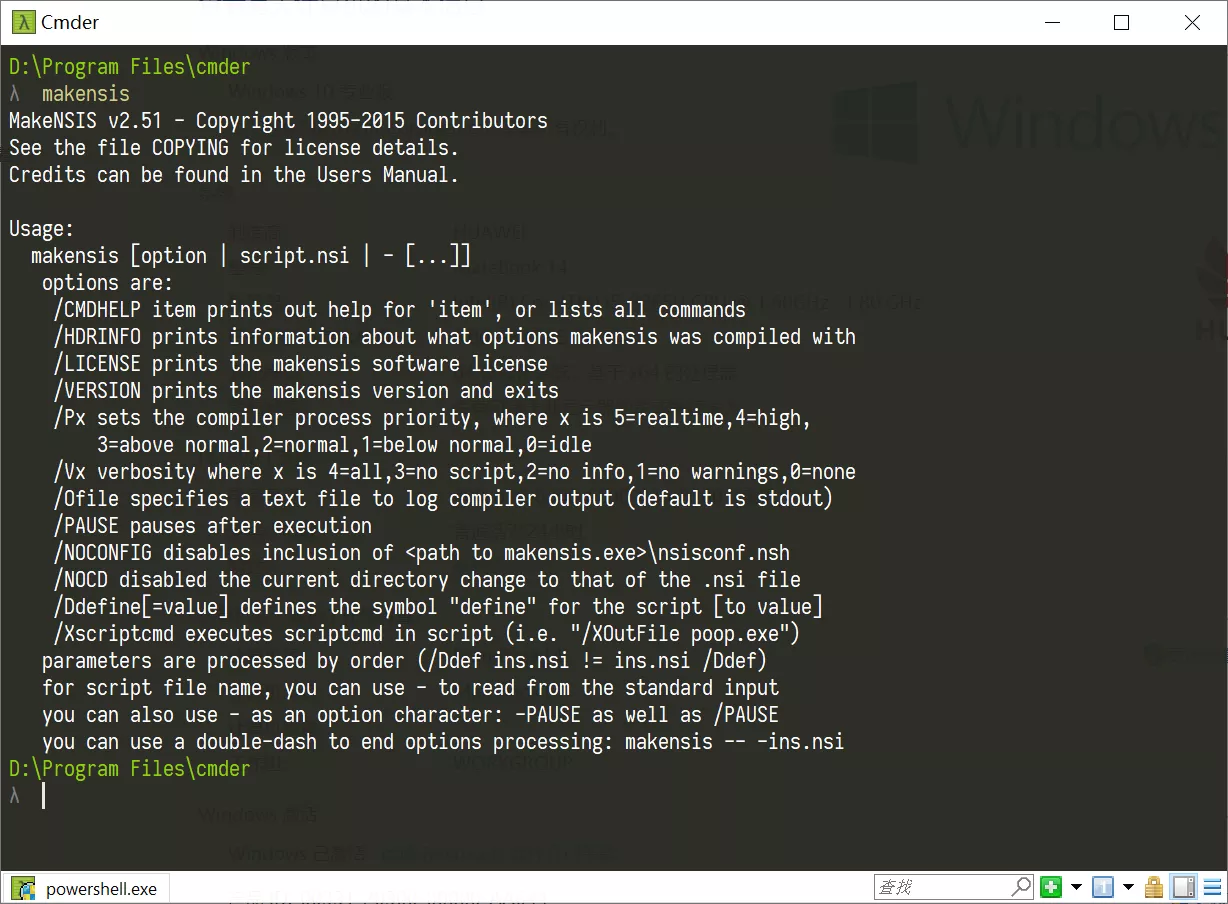 Cmder
D:\Program Files\cmder
λ makensis
MakeNSIS v2.51 - Copyright 1995-2015 Contributors
See the file COPYING for license details.
Credits can be found in the Users Manual.
Usage:
makensis [option | script.nsi | - [...]]
options are:
/CMDHELP item prints out help for 'item', or lists all commands
/HDRINFO prints information about what options makensis was compiled with
/LICENSE prints the makensis software license
/VERSION prints the makensis version and exits
/Px sets the compiler process priority, where x is 5=realtime,4=high,
3=above normal,2=normal,1=below normal,0=idle
/Vx verbosity where x is 4=all,3=no script,2=no info,1=no warnings,0=none
/Ofile specifies a text file to log compiler output (default is stdout)
/PAUSE pauses after execution
/NOCONFIG disables inclusion of <path to makensis.exe>\nsisconf.nsh
/NOCD disabled the current directory change to that of the .nsi file
/Ddefine[=value] defines the symbol "define" for the script [to value]
/Xscriptcmd executes scriptcmd in script (i.e. "/XOutFile poop.exe")
parameters are processed by order (/Ddef ins.nsi != ins.nsi /Ddef)
for script file name, you can use - to read from the standard input
you can also use - as an option character: -PAUSE as well as /PAUSE
you can use a double-dash to end options processing: makensis -- -ins.nsi
D:\Program Files\cmder
λ
Windows
powershell.exe
查找